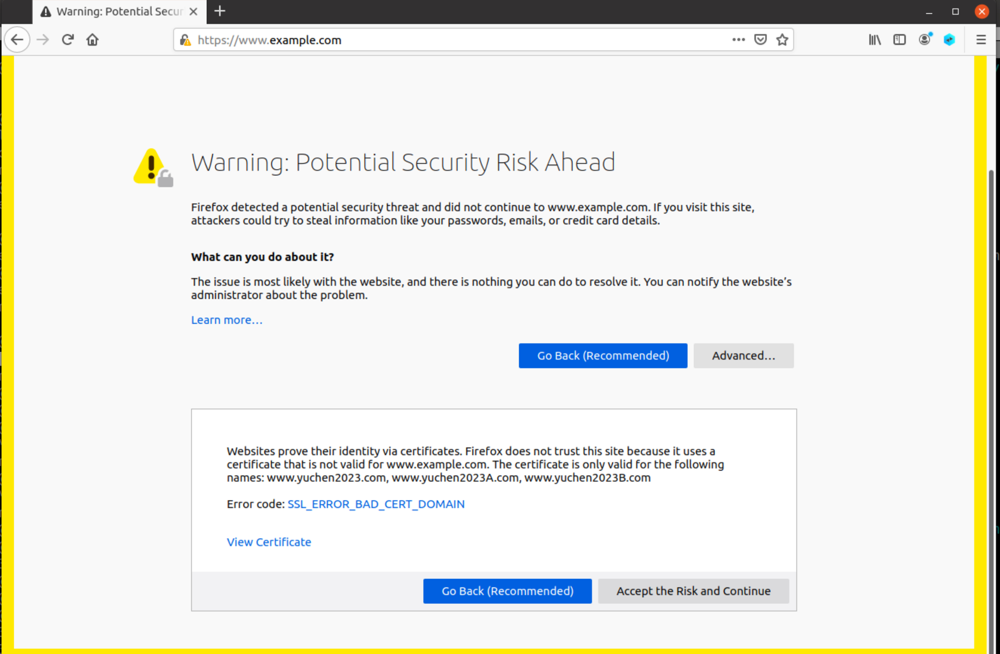 Warning: Potential Secur
https://www.example.com
Warning: Potential Security Risk Ahead
Firefox detected a potential security threat and did not continue to www.example.com. If you visit this site,
attackers could try to steal information like your passwords, emails, or credit card details.
What can you do about it?
The issue is most likely with the website, and there is nothing you can do to resolve it. You can notify the website’s
administrator about the problem.
Learn more…
Go Back (Recommended) Advanced…
Websites prove their identity via certificates. Firefox does not trust this site because it uses a
certificate that is not valid for www.example.com. The certificate is only valid for the following
names: www.yuchen2023.com, www.yuchen2023A.com, www.yuchen2023B.com
Error code: SSL_ERROR_BAD_CERT_DOMAIN
View Certificate
Go Back (Recommended) Accept the Risk and Continue